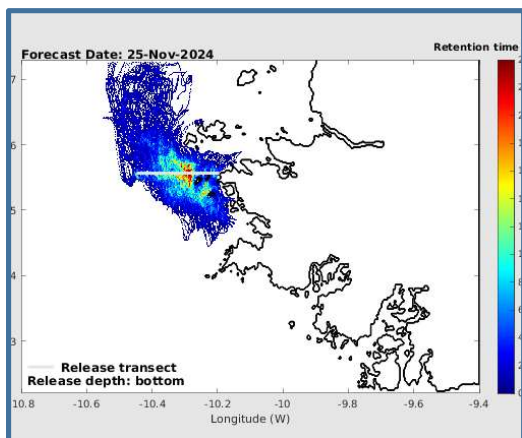 Retention time
Forecast Date: 25-Nov-2024
7
6
5
4
3
Release transect
Release depth: bottom
-10.8 -10.6 -10.4 -10.2 -10 -9.8 -9.6 -9.4
Longitude (W)